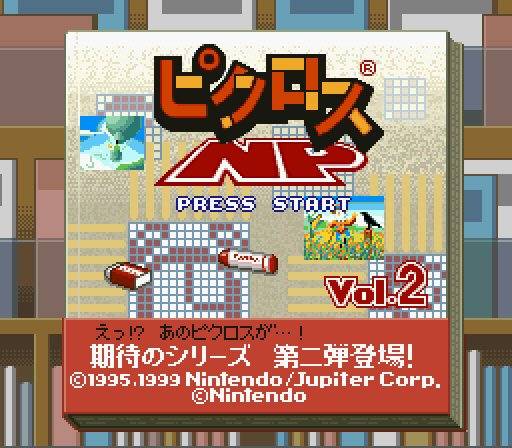 ピクロス®
NP
PRESS START
Vol.2
えっ!? あのピクロスが…!
期待のシリーズ 第二弾登場!
©1995,1999 Nintendo/Jupiter Corp.
©Nintendo